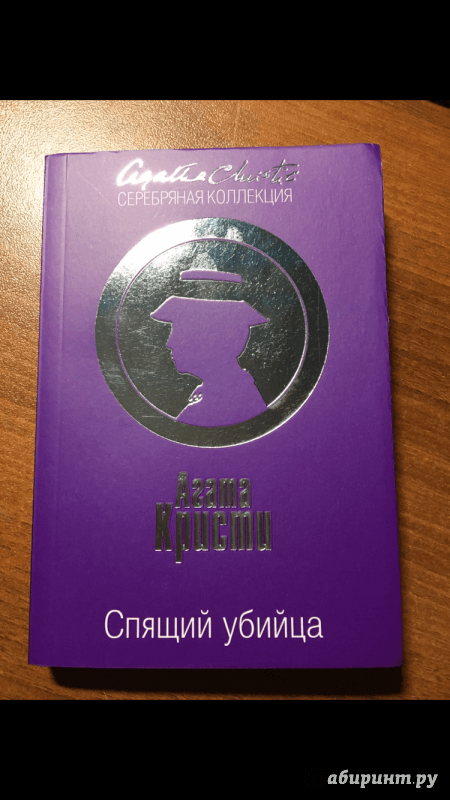 Agatha Christie
СЕРЕБРЯНАЯ КОЛЛЕКЦИЯ
Агата
Кристи
Спящий убийца
абиринт.ру